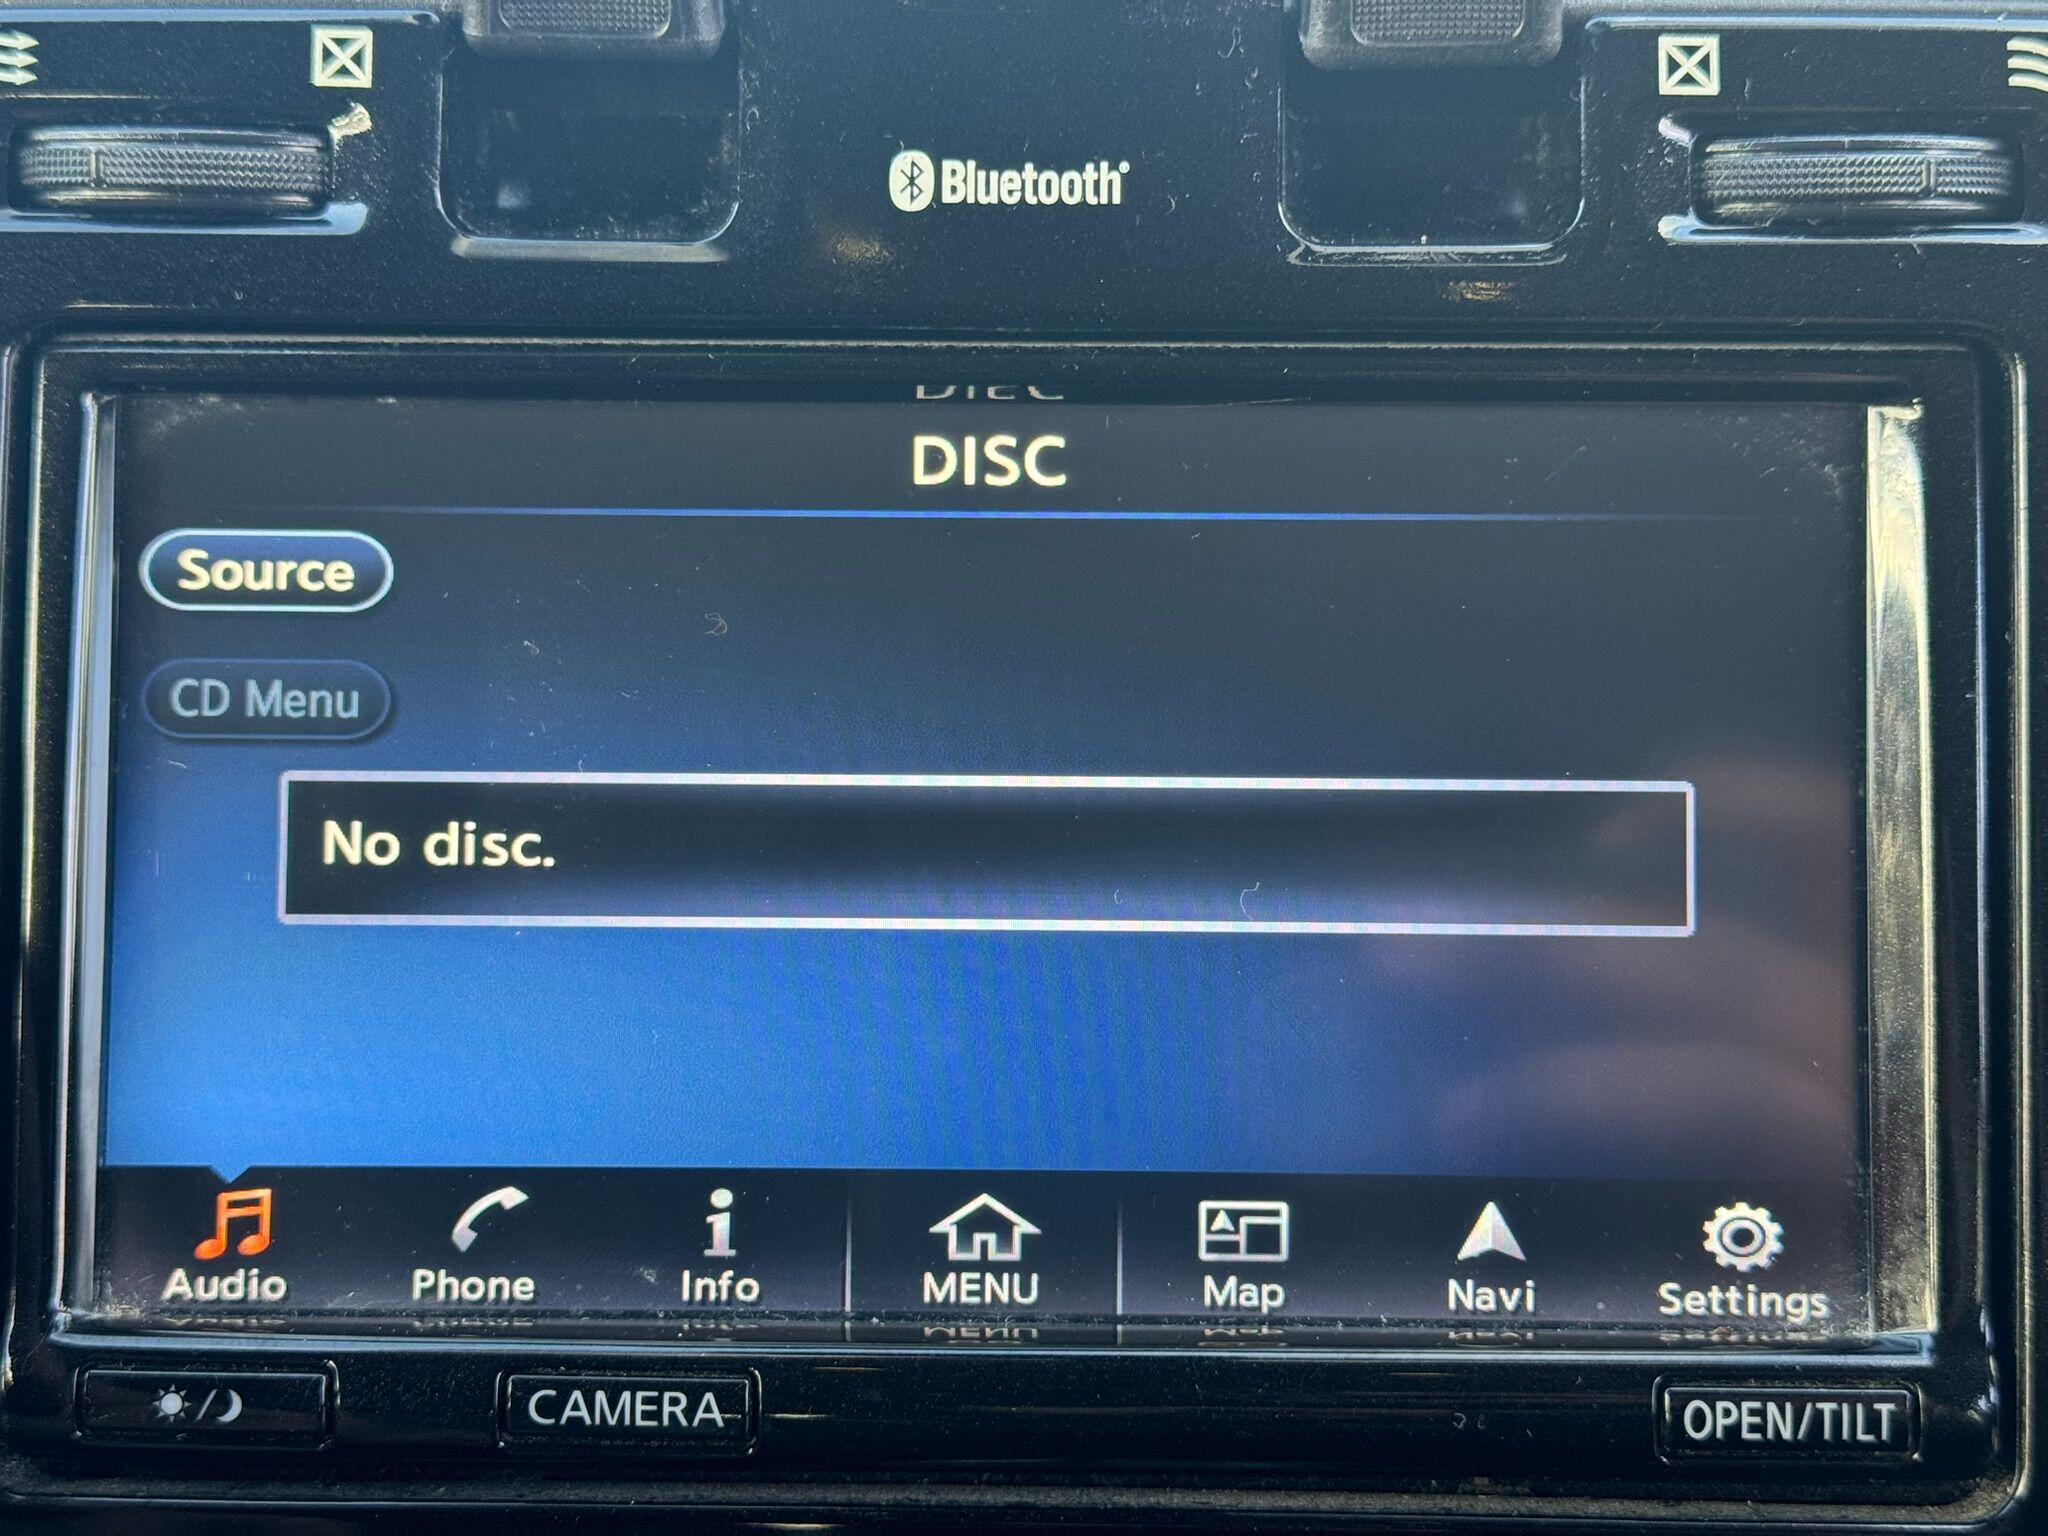 Bluetooth®
DISC
Source
CD Menu
No disc.
Audio Phone Info MENU Map Navi Settings
CAMERA OPEN/TILT